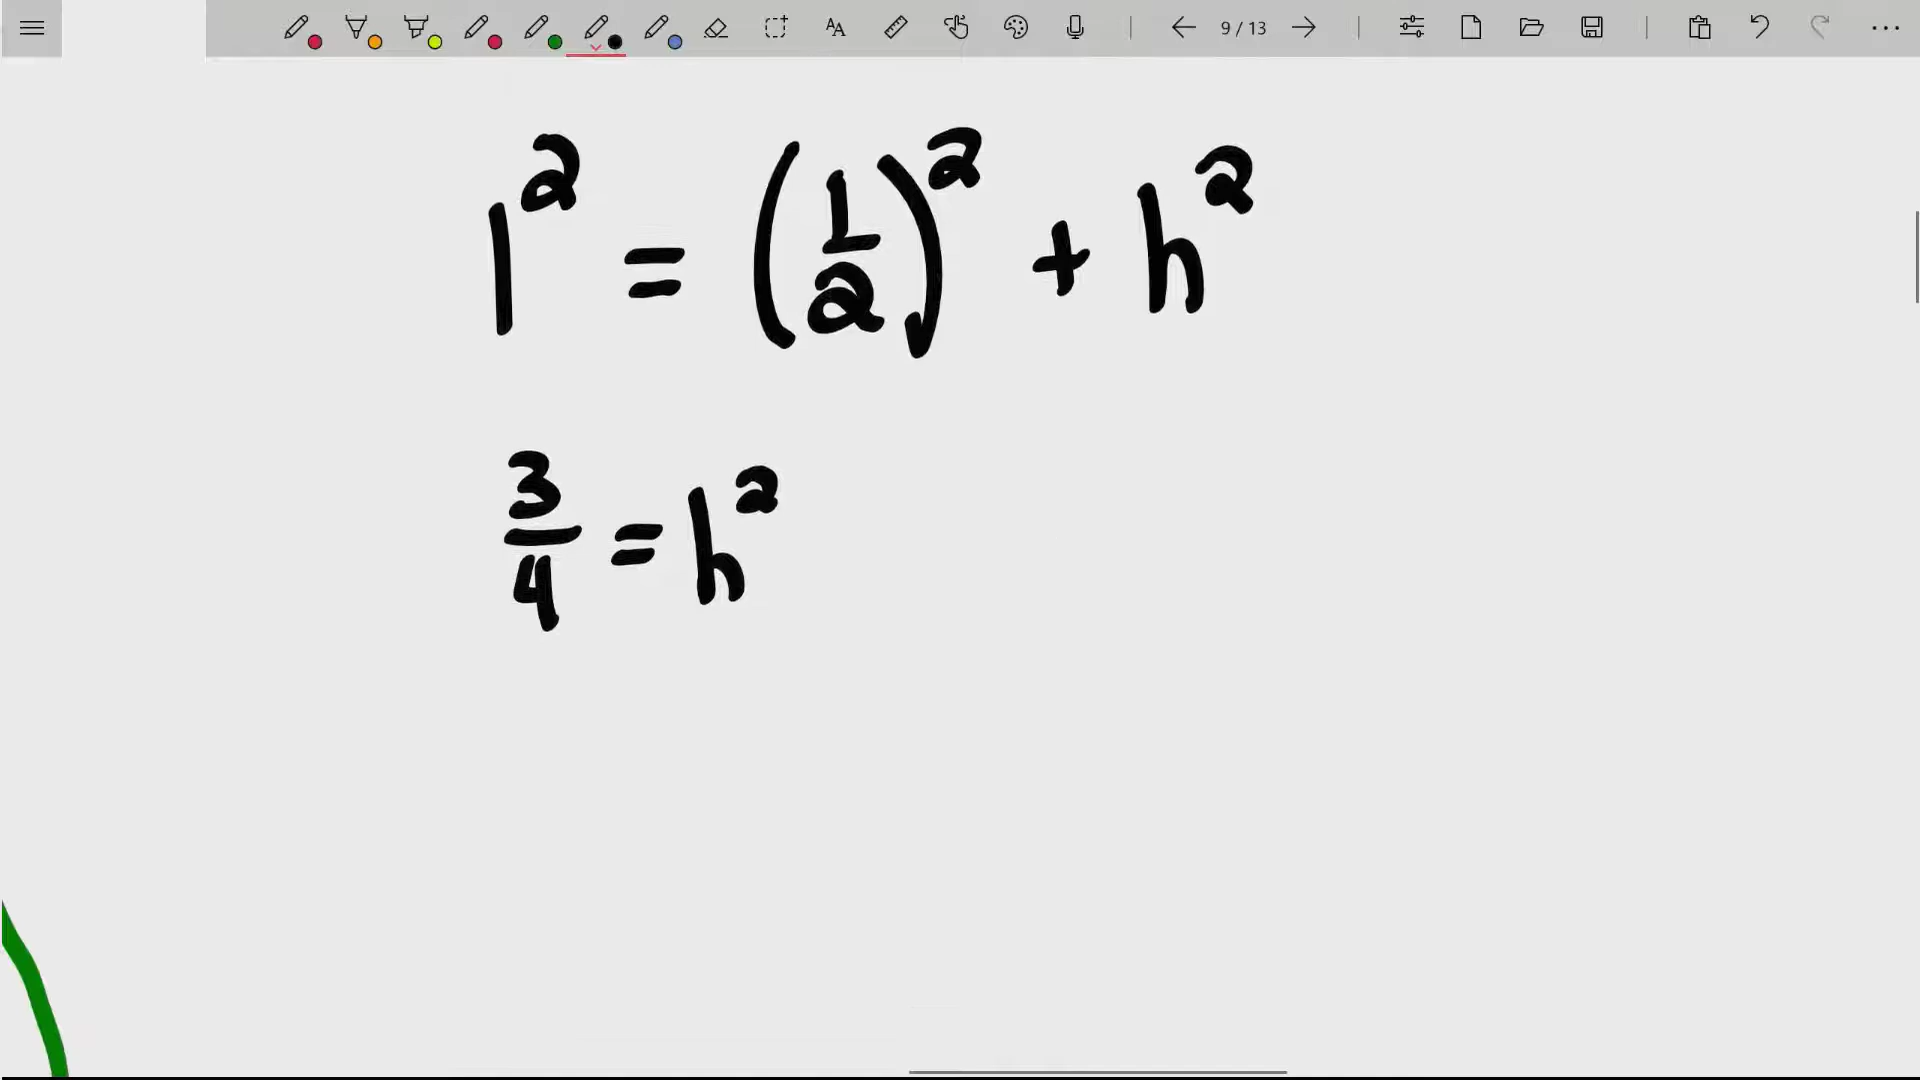 9 / 13
1² = (1/2)² + h²
3/4 = h²